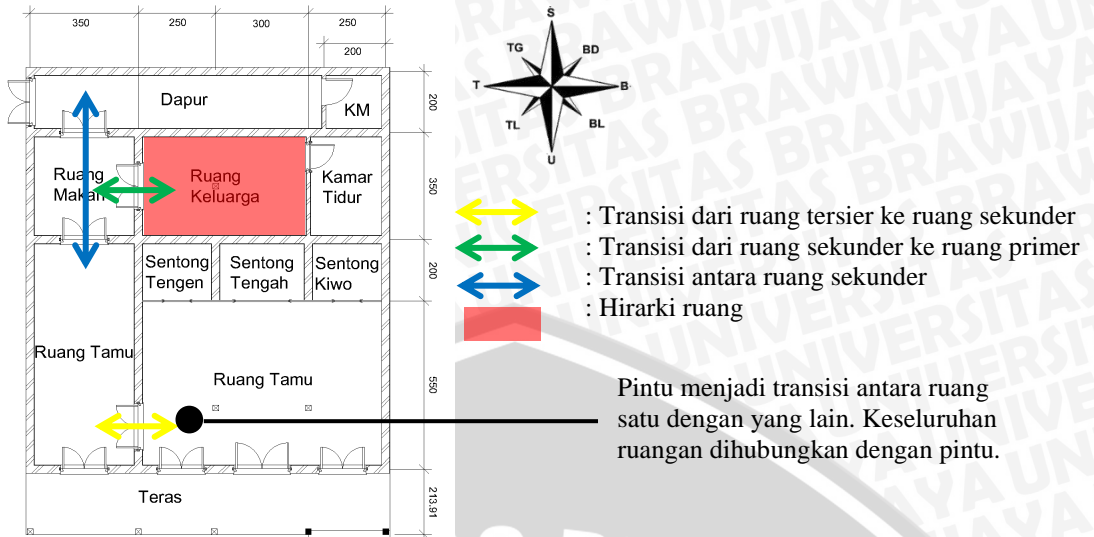 350
250
300
250
200
S
TG
BD
T
B
TL
BL
U
Dapur
KM
200
Ruang
Makan
Ruang
Keluarga
Kamar
Tidur
350
Sentong
Tengen
Sentong
Tengah
Sentong
Kiwo
200
Ruang Tamu
Ruang Tamu
550
Teras
213.91
: Transisi dari ruang tersier ke ruang sekunder
: Transisi dari ruang sekunder ke ruang primer
: Transisi antara ruang sekunder
: Hirarki ruang
Pintu menjadi transisi antara ruang
satu dengan yang lain. Keseluruhan
ruangan dihubungkan dengan pintu.